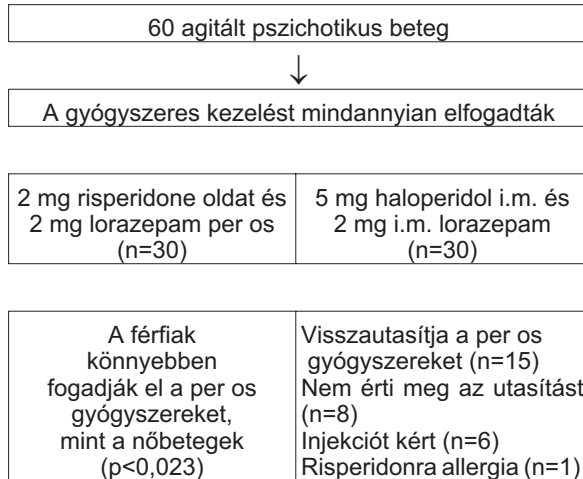 60 agitált pszichotikus beteg
↓
A gyógyszeres kezelést mindannyian elfogadták
2 mg risperidone oldat és
2 mg lorazepam per os
(n=30)
5 mg haloperidol i.m. és
2 mg i.m. lorazepam
(n=30)
A férfiak
könnyebben
fogadják el a per os
gyógyszereket,
mint a nőbetegek
(p<0,023)
Visszautasítja a per os
gyógyszereket (n=15)
Nem érti meg az utasítást
(n=8)
Injekciót kért (n=6)
Risperidonra allergia (n=1)